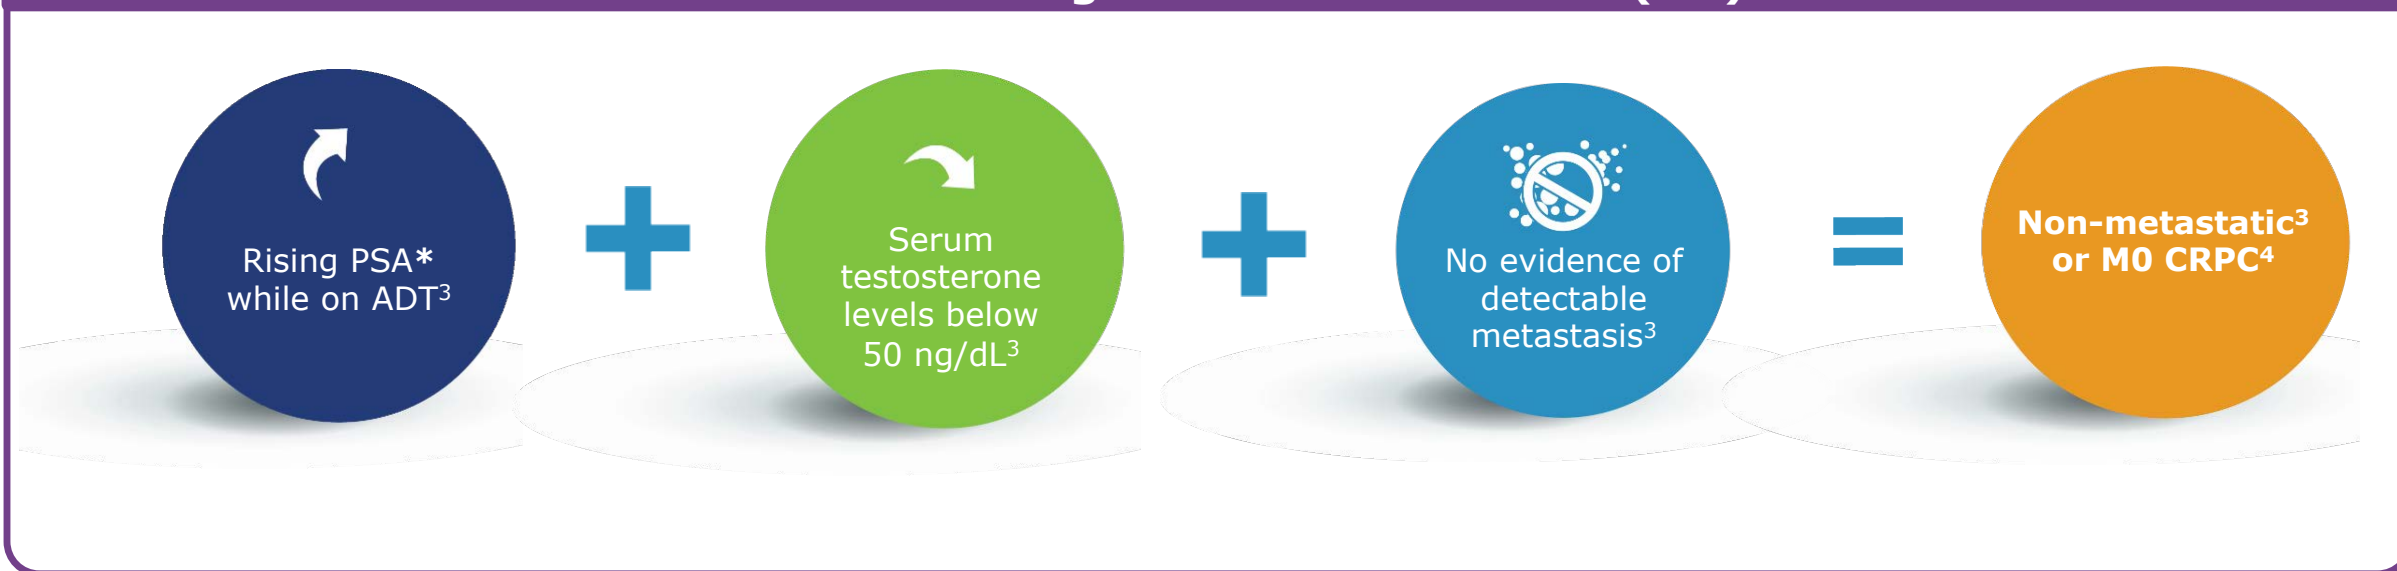 Rising PSA*
while on ADT³
Serum
testosterone
levels below
50 ng/dL³
No evidence of
detectable
metastasis³
Non-metastatic³
or M0 CRPC⁴